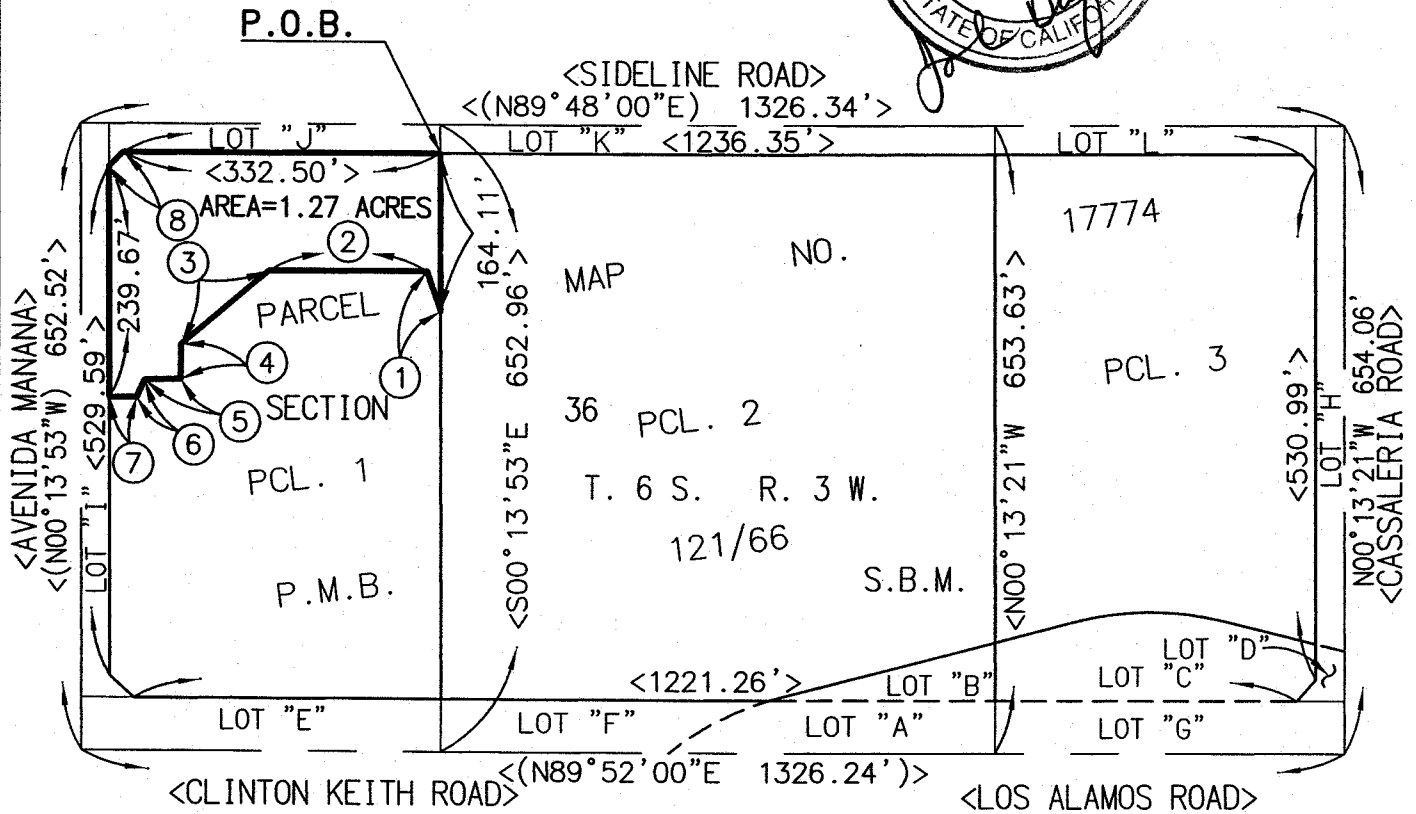 P.O.B.
STATE OF CALIFOR
<SIDELINE ROAD>
<(N89°48'00"E) 1326.34'>
LOT "J"
LOT "K" <1236.35'>
LOT "L"
<332.50'>
AREA=1.27 ACRES
8
239.67'
3
2
164.11'
17774
MAP
NO.
PARCEL
4
1
5
SECTION
6
7
PCL. 1
P.M.B.
36
PCL. 2
T. 6 S. R. 3 W.
121/66
S.B.M.
PCL. 3
<AVENIDA MANANA>
<(N00°13'53"W) 652.52'>
LOT "I" <529.59'>
<S00°13'53"E 652.96'>
<N00°13'21"W 653.63'>
<530.99'>
LOT "H"
N00°13'21"W 654.06'
<CASSALERIA ROAD>
LOT "D"
<1221.26'>
LOT "B"
LOT "C"
LOT "E"
LOT "F"
LOT "A"
LOT "G"
<(N89°52'00"E 1326.24')>
<CLINTON KEITH ROAD>
<LOS ALAMOS ROAD>